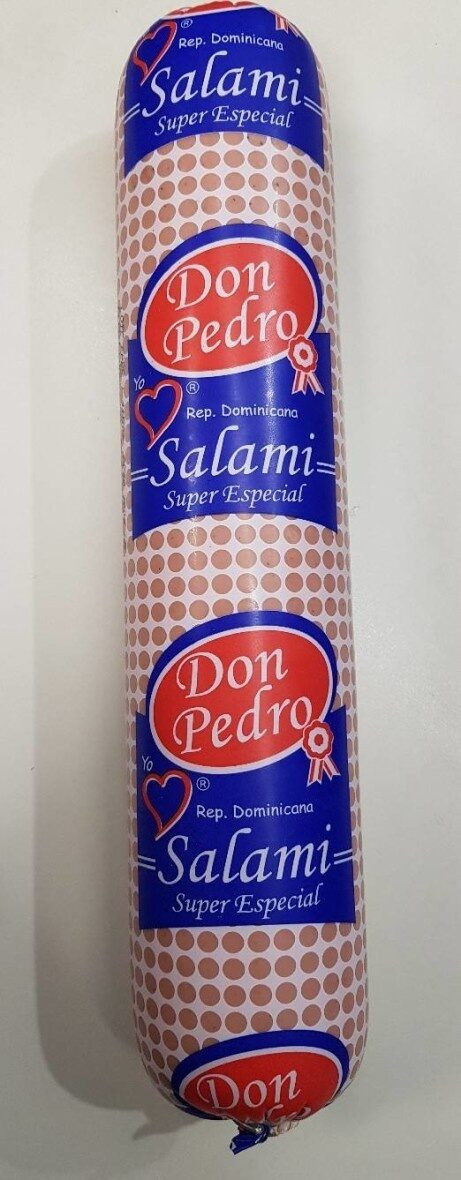 ® Rep. Dominicana
Salami
Super Especial
Don
Pedro
Yo ®
Rep. Dominicana
Salami
Super Especial
Don
Pedro
Yo ®
Rep. Dominicana
Salami
Super Especial
Don